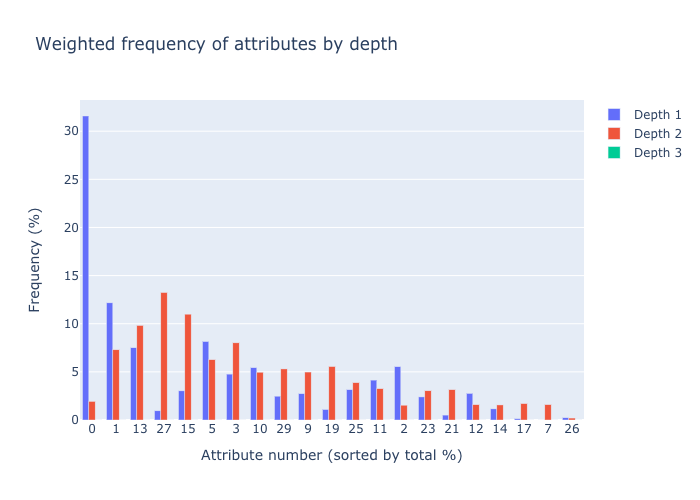 Weighted frequency of attributes by depth
Depth 1
Depth 2
Depth 3
30
25
20
15
10
5
0
Frequency (%)
0 1 13 27 15 5 3 10 29 9 19 25 11 2 23 21 12 14 17 7 26
Attribute number (sorted by total %)